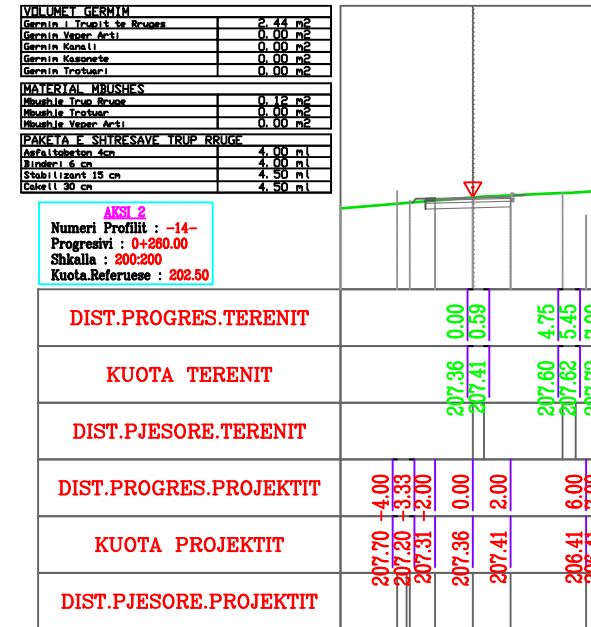 VOLUMET GERMIM
Germim i Trupit te Rruges 2.44 m2
Germim Veper Arti 0.00 m2
Germim Kanali 0.00 m2
Germim Kasonete 0.00 m2
Germim Trotuari 0.00 m2
MATERIAL MBUSHES
Mbushje Trup Rruge 0.12 m2
Mbushje Trotuar 0.00 m2
Mbushje Veper Arti 0.00 m2
PAKETA E SHTRESAVE TRUP RRUGE
Asfaltobeton 4cm 4.00 ml
Binderi 6 cm 4.00 ml
Stabilizant 15 cm 4.50 ml
Cakell 30 cm 4.50 ml
AKSI_2
Numeri Profilit : -14-
Progresivi : 0+260.00
Shkalla : 200:200
Kuota.Referuese : 202.50
DIST.PROGRES.TERENIT 0.00 0.59 4.75 5.45
KUOTA TERENIT 207.36 207.41 207.60 207.62
DIST.PJESORE.TERENIT
DIST.PROGRES.PROJEKTIT -4.00 -3.33 -2.00 0.00 2.00 6.00
KUOTA PROJEKTIT 207.70 207.20 207.31 207.36 207.41 206.41
DIST.PJESORE.PROJEKTIT